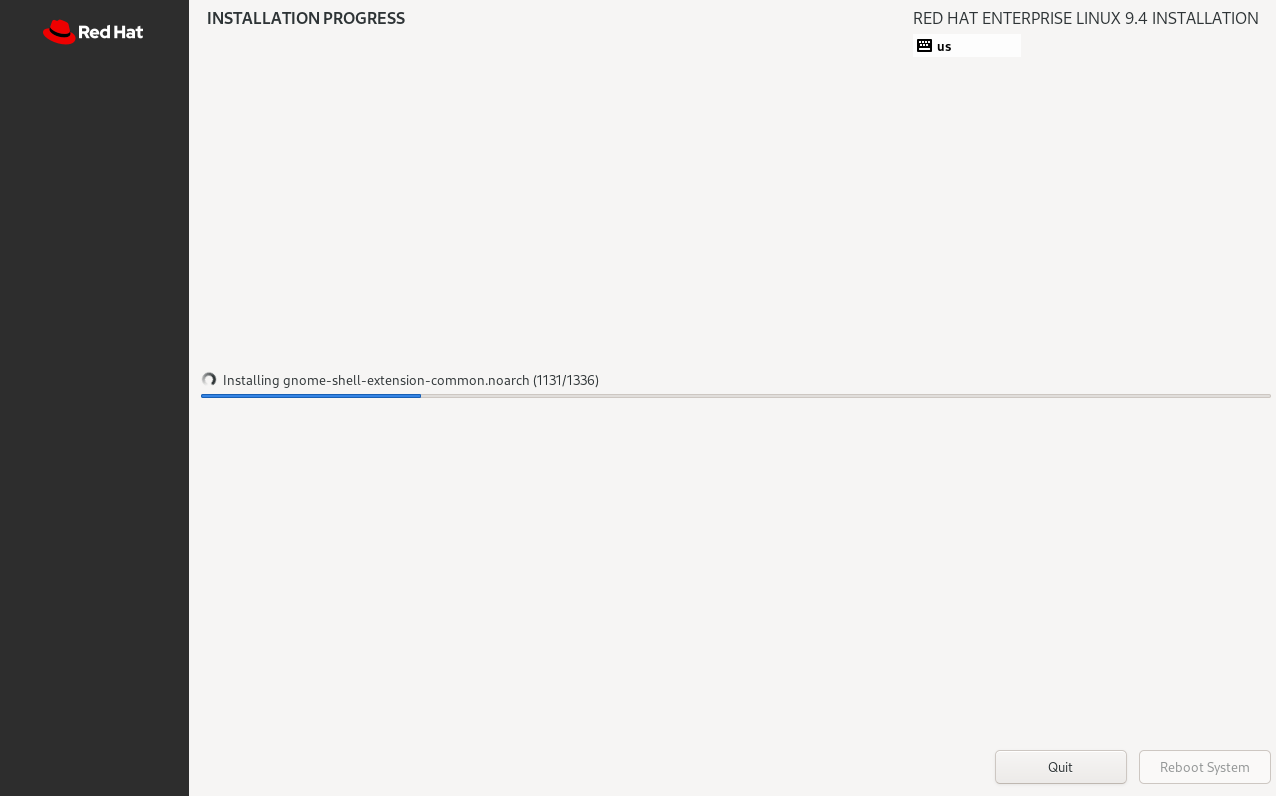 Red Hat
INSTALLATION PROGRESS
RED HAT ENTERPRISE LINUX 9.4 INSTALLATION
us
Installing gnome-shell-extension-common.noarch (1131/1336)
Quit
Reboot System